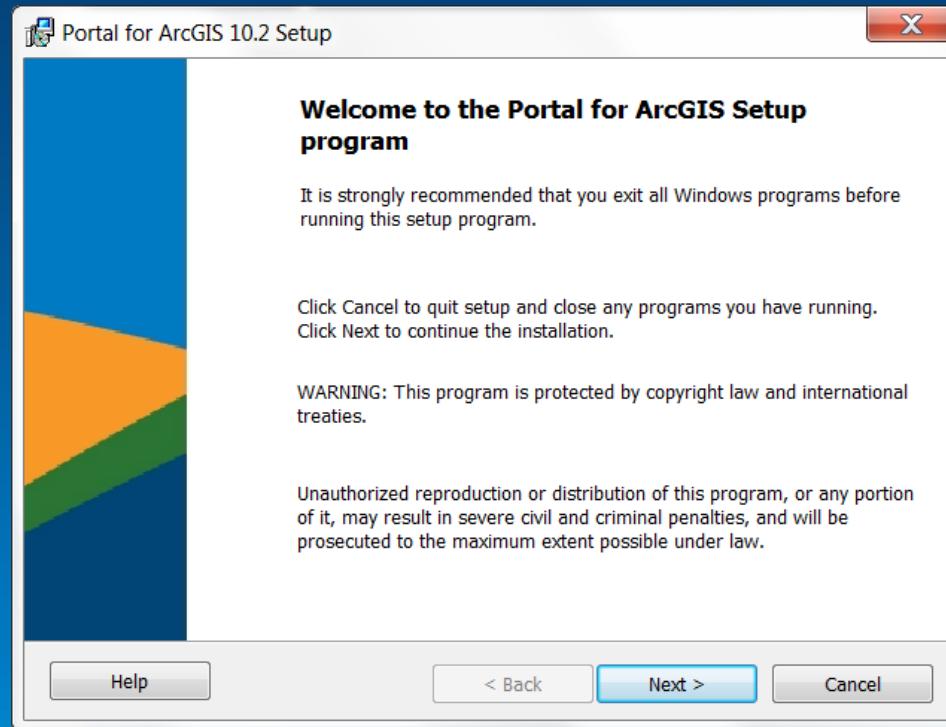 Portal for ArcGIS 10.2 Setup
X
Welcome to the Portal for ArcGIS Setup
program
It is strongly recommended that you exit all Windows programs before
running this setup program.
Click Cancel to quit setup and close any programs you have running.
Click Next to continue the installation.
WARNING: This program is protected by copyright law and international
treaties.
Unauthorized reproduction or distribution of this program, or any portion
of it, may result in severe civil and criminal penalties, and will be
prosecuted to the maximum extent possible under law.
Help
< Back
Next >
Cancel